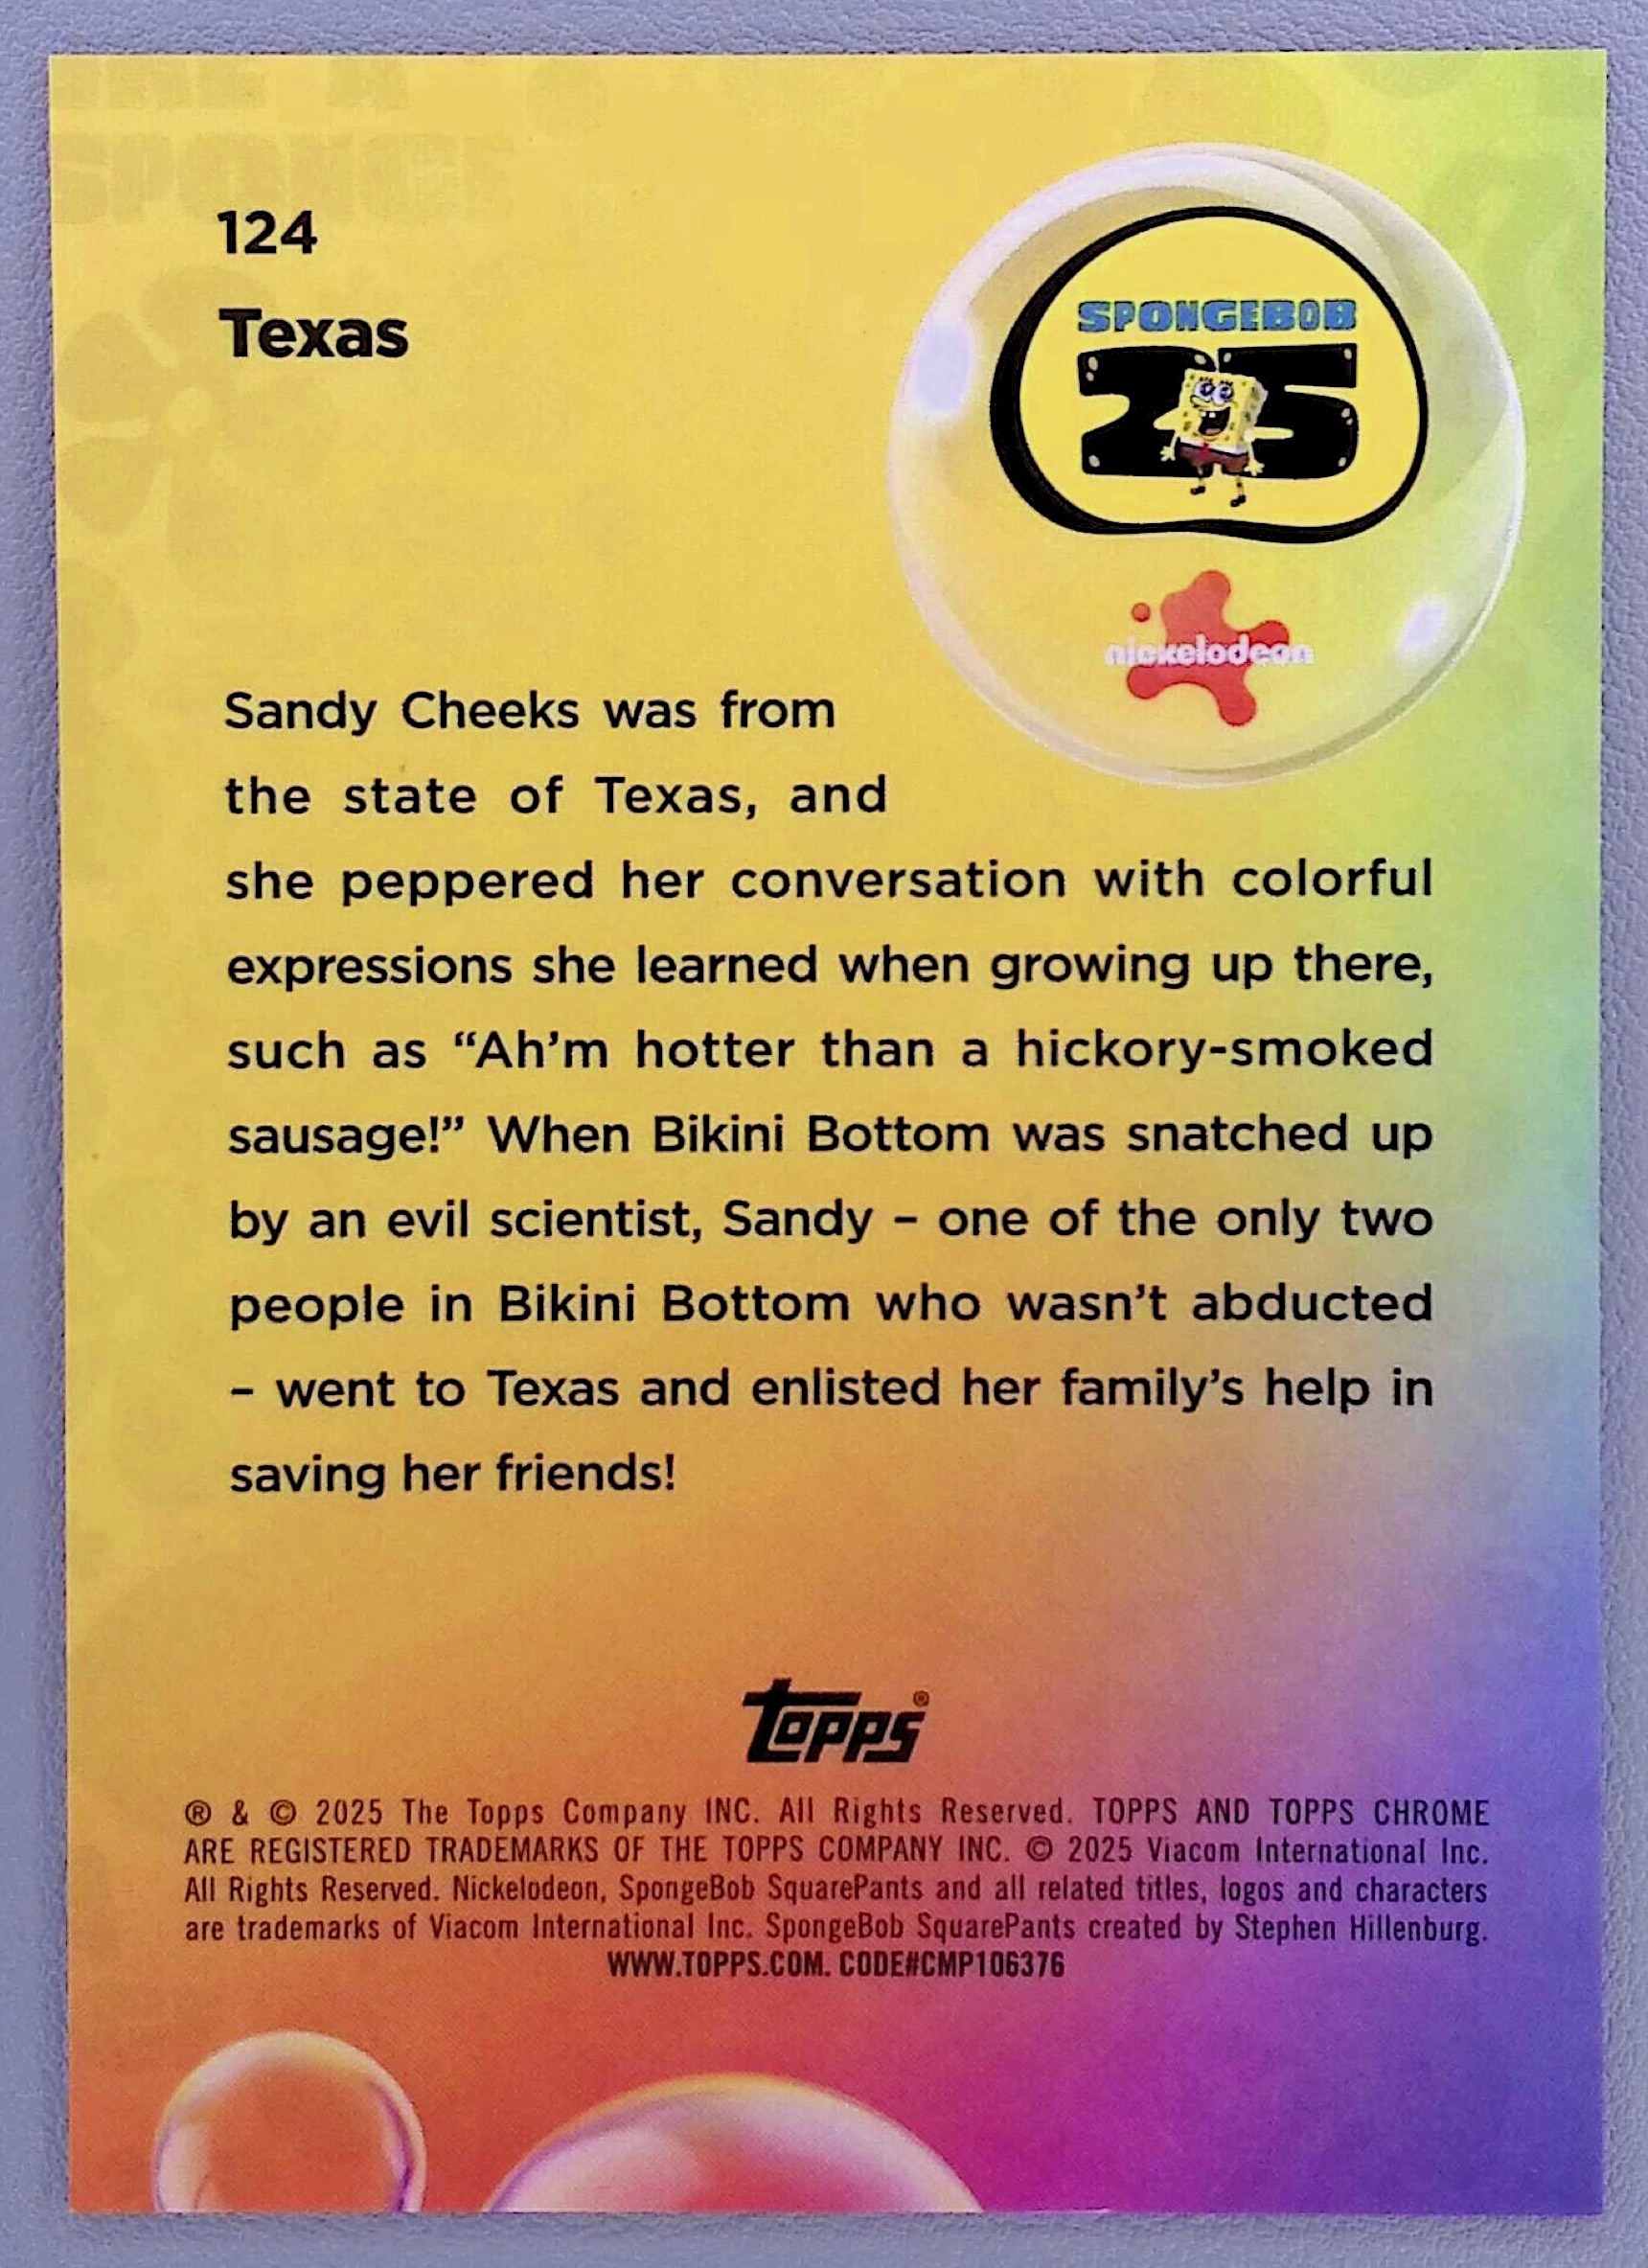 124
Texas
SPONGEBOB
25
nickelodeon
Sandy Cheeks was from
the state of Texas, and
she peppered her conversation with colorful
expressions she learned when growing up there,
such as “Ah’m hotter than a hickory-smoked
sausage!” When Bikini Bottom was snatched up
by an evil scientist, Sandy – one of the only two
people in Bikini Bottom who wasn’t abducted
– went to Texas and enlisted her family’s help in
saving her friends!
topps®
® & © 2025 The Topps Company INC. All Rights Reserved. TOPPS AND TOPPS CHROME
ARE REGISTERED TRADEMARKS OF THE TOPPS COMPANY INC. © 2025 Viacom International Inc.
All Rights Reserved. Nickelodeon, SpongeBob SquarePants and all related titles, logos and characters
are trademarks of Viacom International Inc. SpongeBob SquarePants created by Stephen Hillenburg.
WWW.TOPPS.COM. CODE#CMP106376